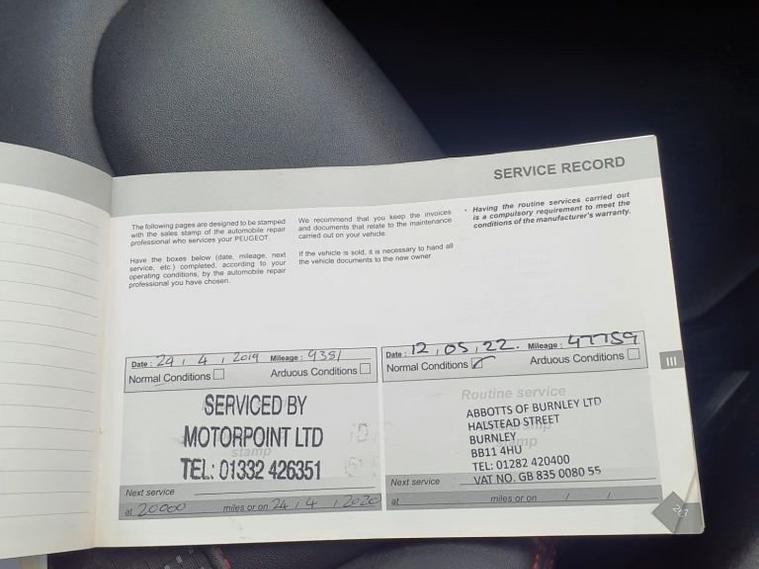 SERVICE RECORD
The following pages are designed to be stamped
with the sales stamp of the automobile repair
professional who services your PEUGEOT.
Have the boxes below (date, mileage, next
service, etc.) completed, according to your
operating conditions, by the automobile repair
professional you have chosen.
We recommend that you keep the invoices
and documents that relate to the maintenance
carried out on your vehicle.
If the vehicle is sold, it is necessary to hand all
the vehicle documents to the new owner
• Having the routine services carried out
is a compulsory requirement to meet the
conditions of the manufacturer's warranty.
Date : 24 / 4 / 2019 Mileage : 9351
Normal Conditions Arduous Conditions
SERVICED BY
MOTORPOINT LTD
stamp
TEL: 01332 426351
Next service
at 20000 miles or on 24 / 4 / 2020
Date : 12 / 05 / 22. Mileage : 47759
Normal Conditions Arduous Conditions
Routine service
ABBOTTS OF BURNLEY LTD
HALSTEAD STREET
BURNLEY
BB11 4HU
TEL: 01282 420400
VAT NO. GB 835 0080 55
Next service
at miles or on / /
III